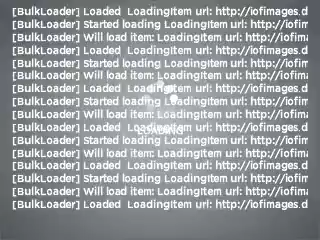 [BulkLoader] Loaded LoadingItem url: http://iofimages.d
[BulkLoader] Started loading LoadingItem url: http://iofim
[BulkLoader] Will load item: LoadingItem url: http://iofima
[BulkLoader] Loaded LoadingItem url: http://iofimages.d
[BulkLoader] Started loading LoadingItem url: http://iofim
[BulkLoader] Will load item: LoadingItem url: http://iofima
[BulkLoader] Loaded LoadingItem url: http://iofimages.d
[BulkLoader] Started loading LoadingItem url: http://iofim
[BulkLoader] Will load item: LoadingItem url: http://iofima
[BulkLoader] Loaded LoadingItem url: http://iofimages.d
LOADING
[BulkLoader] Started loading LoadingItem url: http://iofim
[BulkLoader] Will load item: LoadingItem url: http://iofima
[BulkLoader] Loaded LoadingItem url: http://iofimages.d
[BulkLoader] Started loading LoadingItem url: http://iofim
[BulkLoader] Will load item: LoadingItem url: http://iofima
[BulkLoader] Loaded LoadingItem url: http://iofimages.d